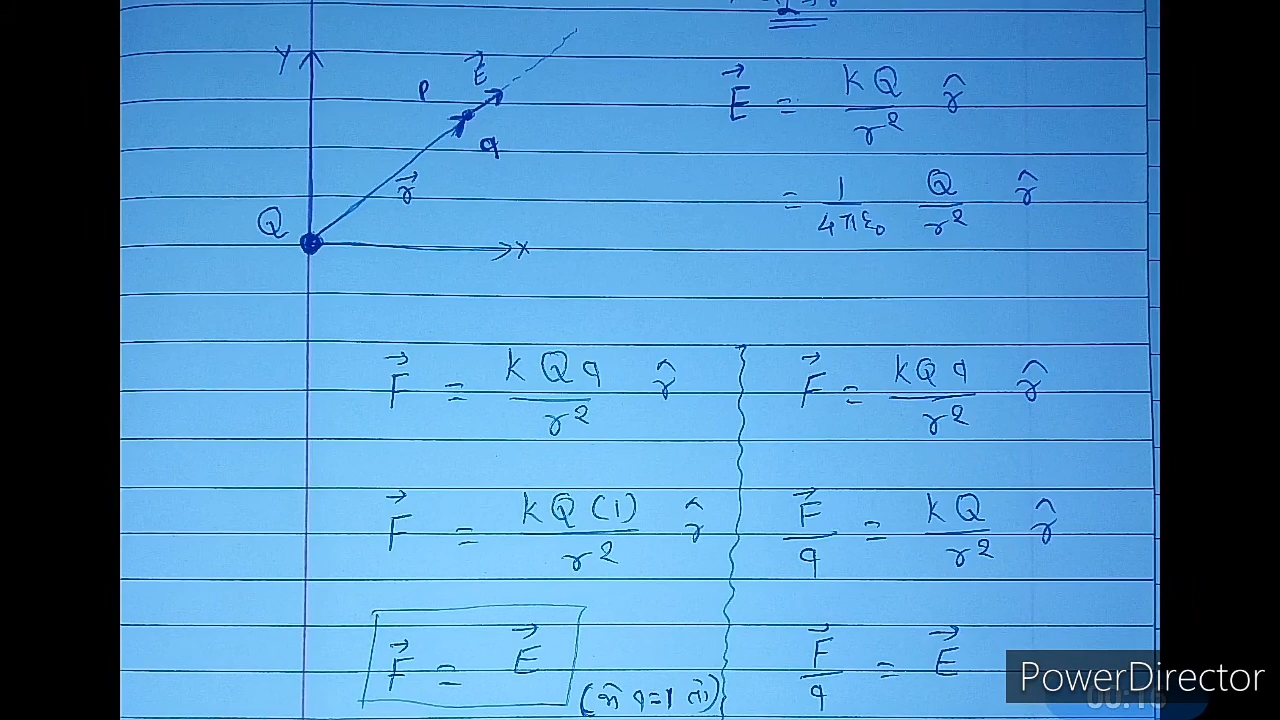 Y
P
E⃗
q
r⃗
Q
X
E⃗ = kQ/r² r̂
= 1/4πε₀ Q/r² r̂
F⃗ = kQq/r² r̂
F⃗ = kQ(1)/r² r̂
F⃗ = E⃗
F⃗ = kQq/r² r̂
F⃗/q = kQ/r² r̂
F⃗/q = E⃗
PowerDirector